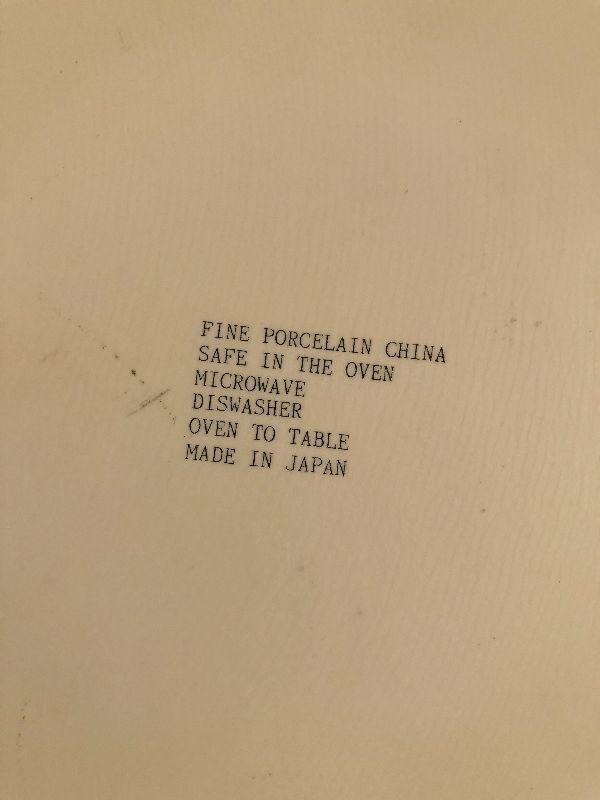 FINE PORCELAIN CHINA
SAFE IN THE OVEN
MICROWAVE
DISWASHER
OVEN TO TABLE
MADE IN JAPAN